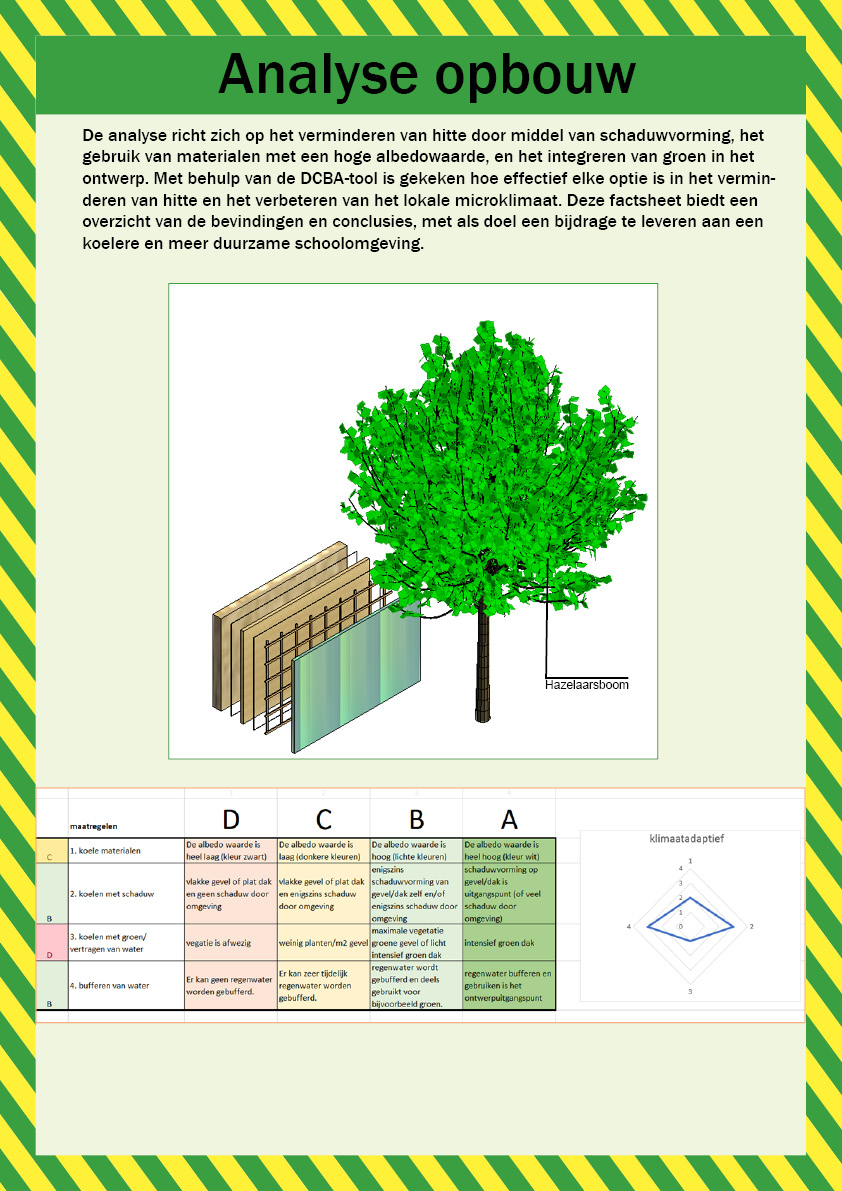 Analyse opbouw
De analyse richt zich op het verminderen van hitte door middel van schaduwvorming, het
gebruik van materialen met een hoge albedowaarde, en het integreren van groen in het
ontwerp. Met behulp van de DCBA-tool is gekeken hoe effectief elke optie is in het vermin-
deren van hitte en het verbeteren van het lokale microklimaat. Deze factsheet biedt een
overzicht van de bevindingen en conclusies, met als doel een bijdrage te leveren aan een
koelere en meer duurzame schoolomgeving.
Hazelaarsboom
maatregelen
D
C
B
A
C
1. koele materialen
De albedo waarde is
heel laag (kleur zwart)
De albedo waarde is
laag (donkere kleuren)
De albedo waarde is
hoog (lichte kleuren)
De albedo waarde is
heel hoog (kleur wit)
B
2. koelen met schaduw
vlakke gevel of plat dak
en geen schaduw door
omgeving
vlakke gevel of plat dak
en enigszins schaduw
door omgeving
enigszins
schaduwvorming van
gevel/dak zelf en/of
enigszins schaduw door
omgeving
schaduwvorming op
gevel/dak is
uitgangspunt (of veel
schaduw door
omgeving)
D
3. koelen met groen/
vertragen van water
vegatie is afwezig
weinig planten/m2 gevel
maximale vegetatie
groene gevel of licht
intensief groen dak
intensief groen dak
B
4. bufferen van water
Er kan geen regenwater
worden gebufferd.
Er kan zeer tijdelijk
regenwater worden
gebufferd.
regenwater wordt
gebufferd en deels
gebruikt voor
bijvoorbeeld groen.
regenwater bufferen en
gebruiken is het
ontwerpuitgangspunt
klimaatadaptief
1
4
3
2
1
0
2
3
4